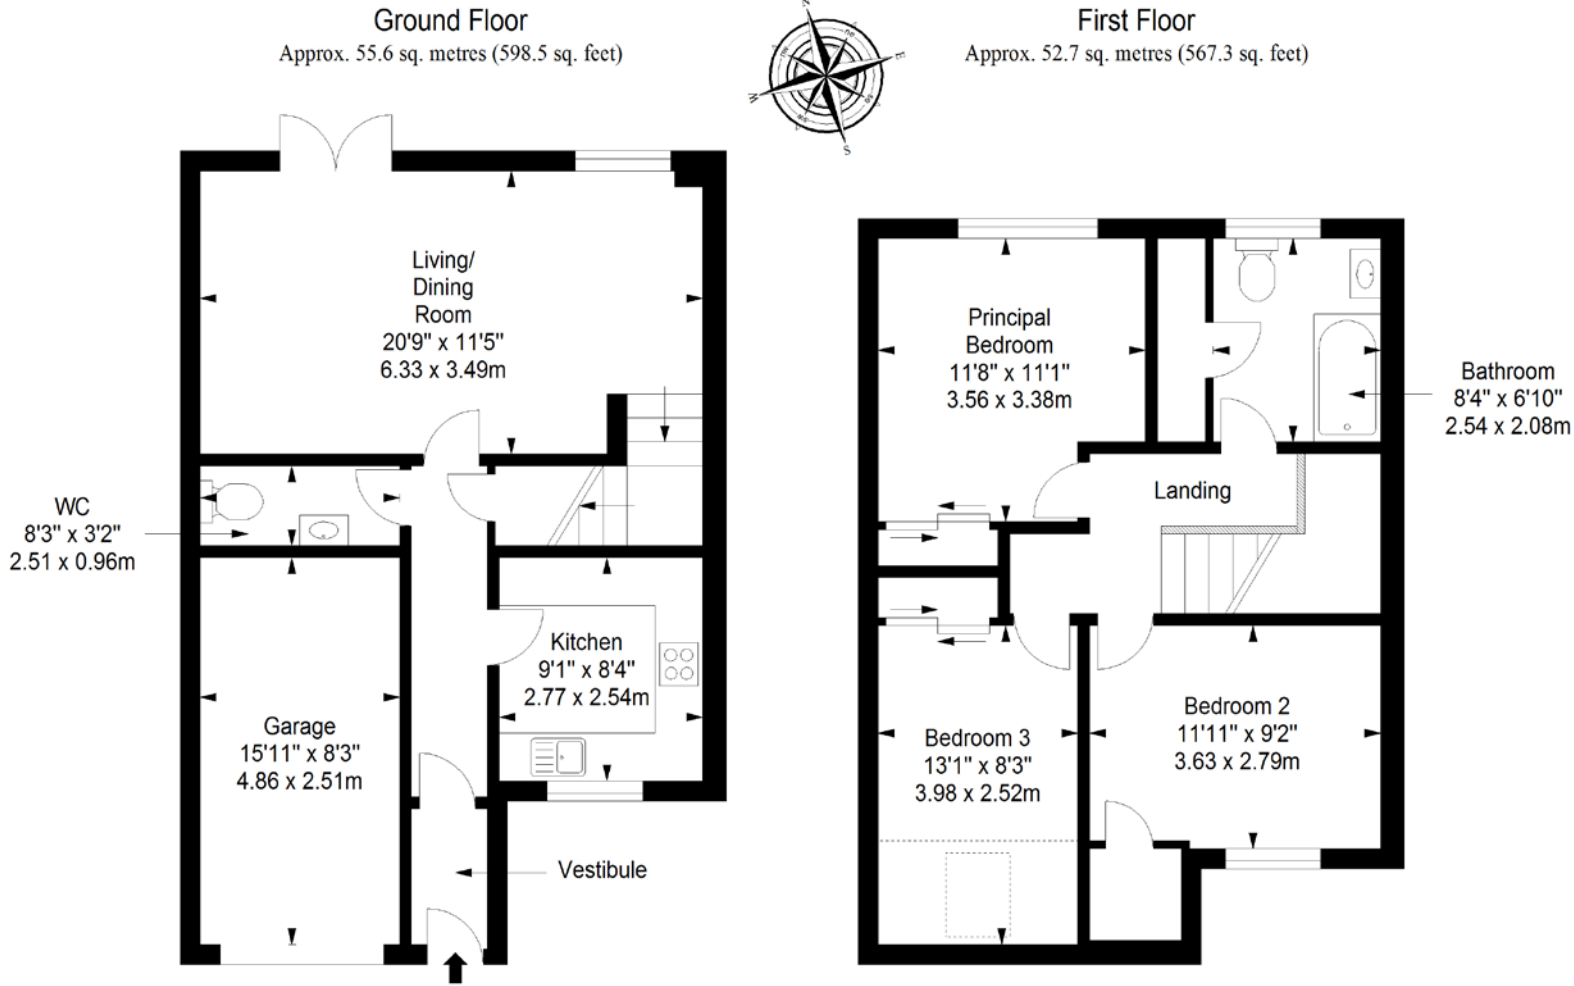 Ground Floor
Approx. 55.6 sq. metres (598.5 sq. feet)
N
E
S
W
First Floor
Approx. 52.7 sq. metres (567.3 sq. feet)
Living/
Dining
Room
20'9" x 11'5"
6.33 x 3.49m
WC
8'3" x 3'2"
2.51 x 0.96m
Kitchen
9'1" x 8'4"
2.77 x 2.54m
Garage
15'11" x 8'3"
4.86 x 2.51m
Vestibule
Principal
Bedroom
11'8" x 11'1"
3.56 x 3.38m
Bathroom
8'4" x 6'10"
2.54 x 2.08m
Landing
Bedroom 2
11'11" x 9'2"
3.63 x 2.79m
Bedroom 3
13'1" x 8'3"
3.98 x 2.52m